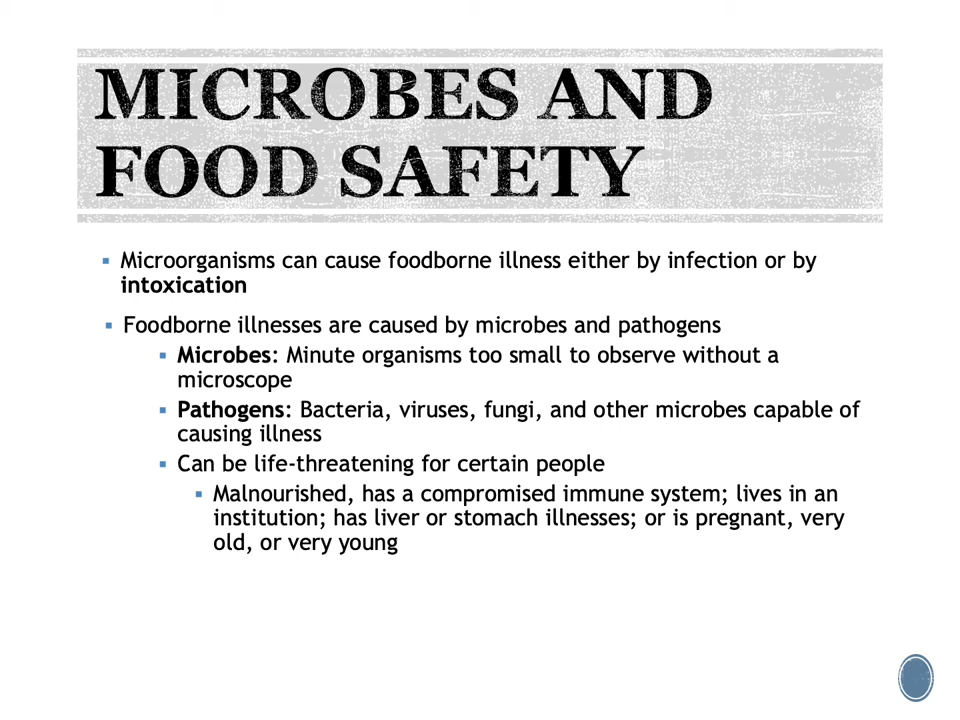 MICROBES AND
FOOD SAFETY
▪ Microorganisms can cause foodborne illness either by infection or by
intoxication
▪ Foodborne illnesses are caused by microbes and pathogens
▪ Microbes: Minute organisms too small to observe without a
microscope
▪ Pathogens: Bacteria, viruses, fungi, and other microbes capable of
causing illness
▪ Can be life-threatening for certain people
▪ Malnourished, has a compromised immune system; lives in an
institution; has liver or stomach illnesses; or is pregnant, very
old, or very young